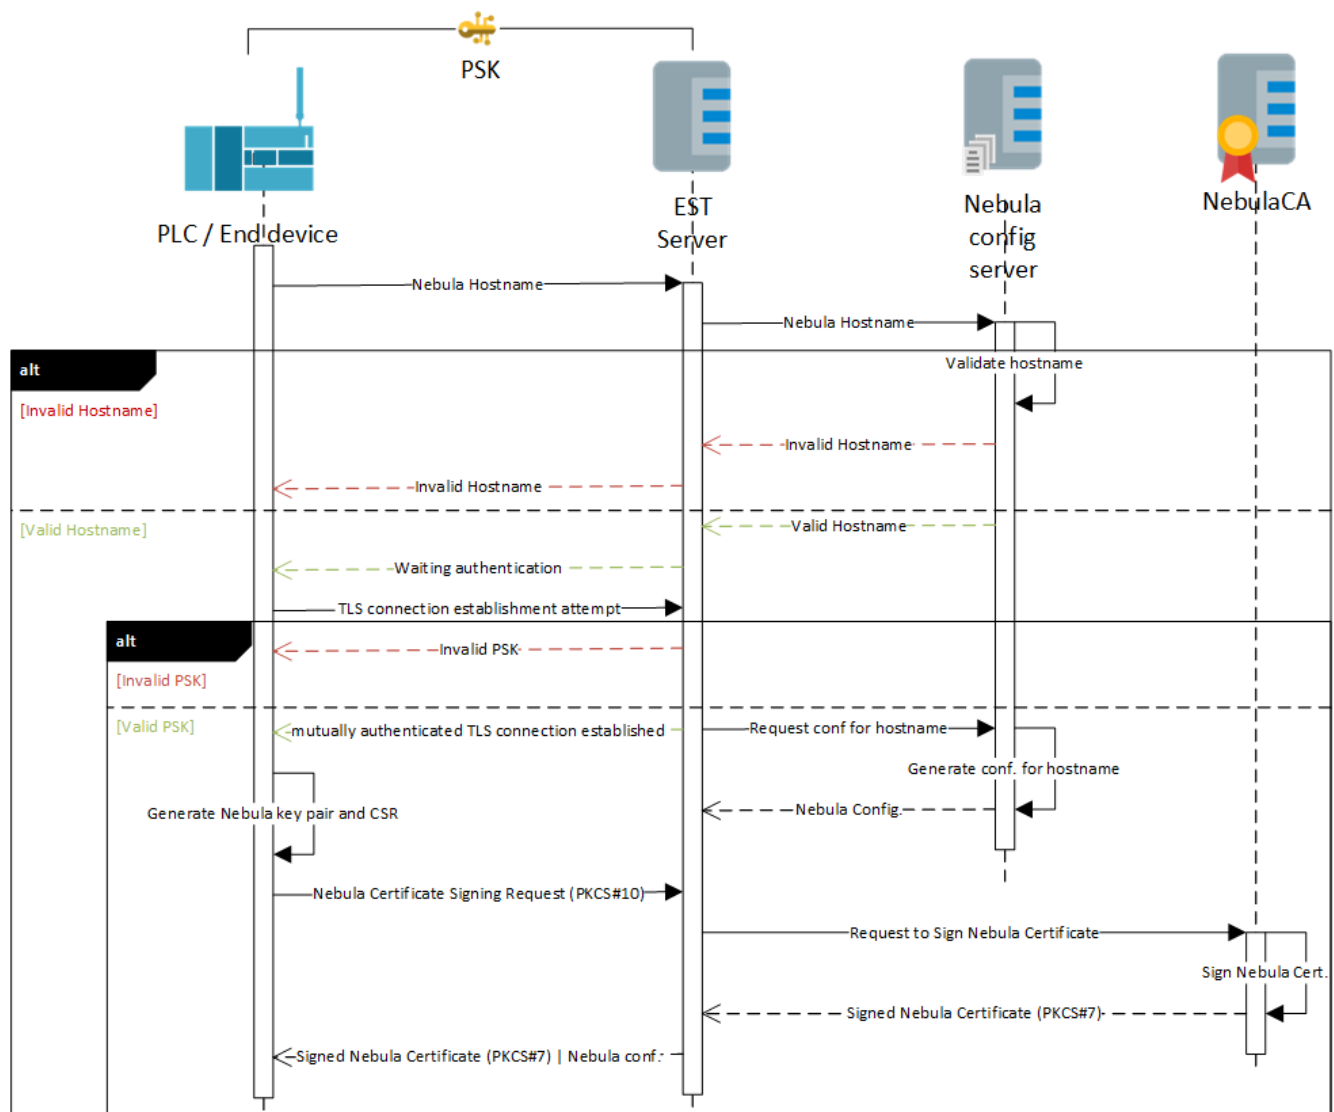 PSK
PLC / End device
EST
Server
Nebula
config
server
NebulaCA
Nebula Hostname
Nebula Hostname
Validate hostname
alt
[Invalid Hostname]
Invalid Hostname
Invalid Hostname
[Valid Hostname]
Valid Hostname
Waiting authentication
TLS connection establishment attempt
alt
Invalid PSK
[Invalid PSK]
[Valid PSK]
mutually authenticated TLS connection established
Request conf for hostname
Generate conf. for hostname
Nebula Config.
Generate Nebula key pair and CSR
Nebula Certificate Signing Request (PKCS#10)
Request to Sign Nebula Certificate
Sign Nebula Cert.
Signed Nebula Certificate (PKCS#7)
Signed Nebula Certificate (PKCS#7) | Nebula conf.